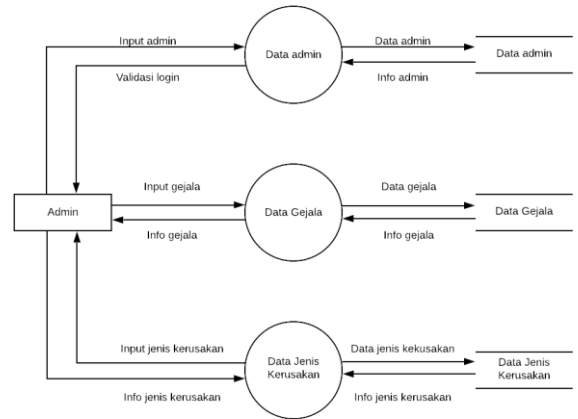 Input admin
Data admin
Data admin
Data admin
Validasi login
Info admin
Input gejala
Data gejala
Admin
Data Gejala
Data Gejala
Info gejala
Info gejala
Input jenis kerusakan
Data jenis kekusakan
Data Jenis
Kerusakan
Data Jenis
Kerusakan
Info jenis kerusakan
Info jenis kerusakan